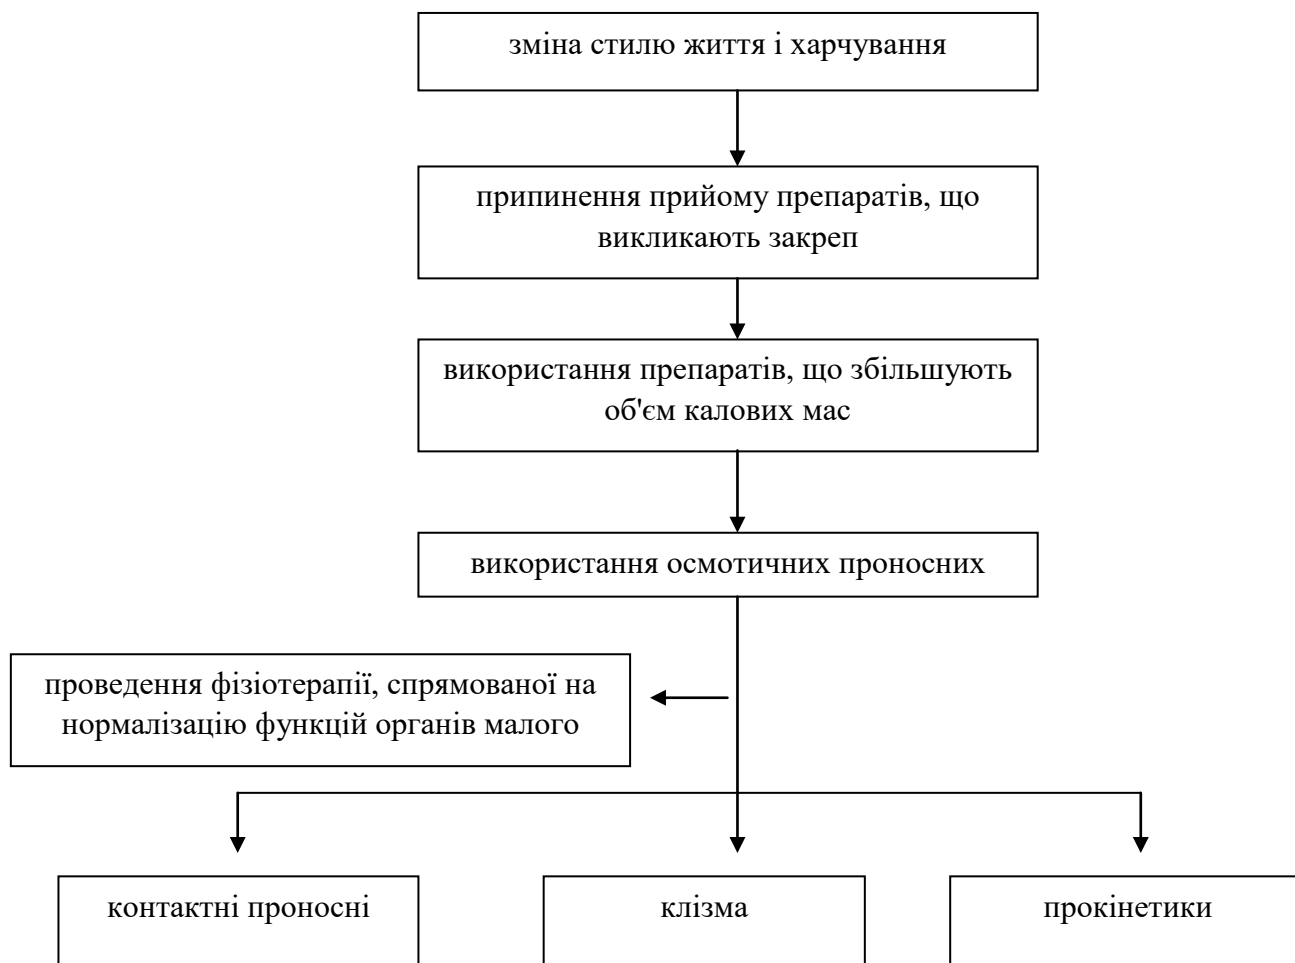 зміна стилю життя і харчування
припинення прийому препаратів, що
викликають закреп
використання препаратів, що збільшують
об'єм калових мас
використання осмотичних проносних
проведення фізіотерапії, спрямованої на
нормалізацію функцій органів малого
контактні проносні
клізма
прокінетики